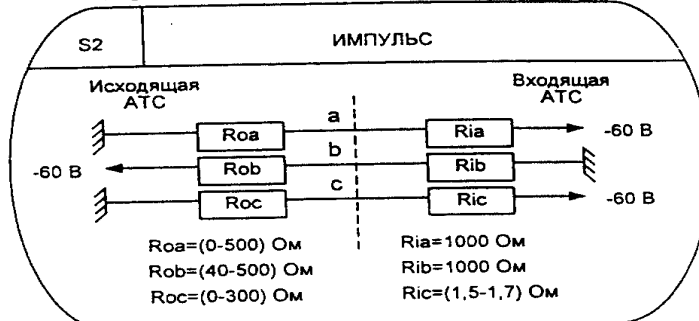 S2
ИМПУЛЬС
Исходящая
АТС
Входящая
АТС
a
Roa
Ria
-60 В
b
-60 В
Rob
Rib
c
Roc
Ric
-60 В
Roa=(0-500) Ом
Rob=(40-500) Ом
Roc=(0-300) Ом
Ria=1000 Ом
Rib=1000 Ом
Ric=(1,5-1,7) Ом